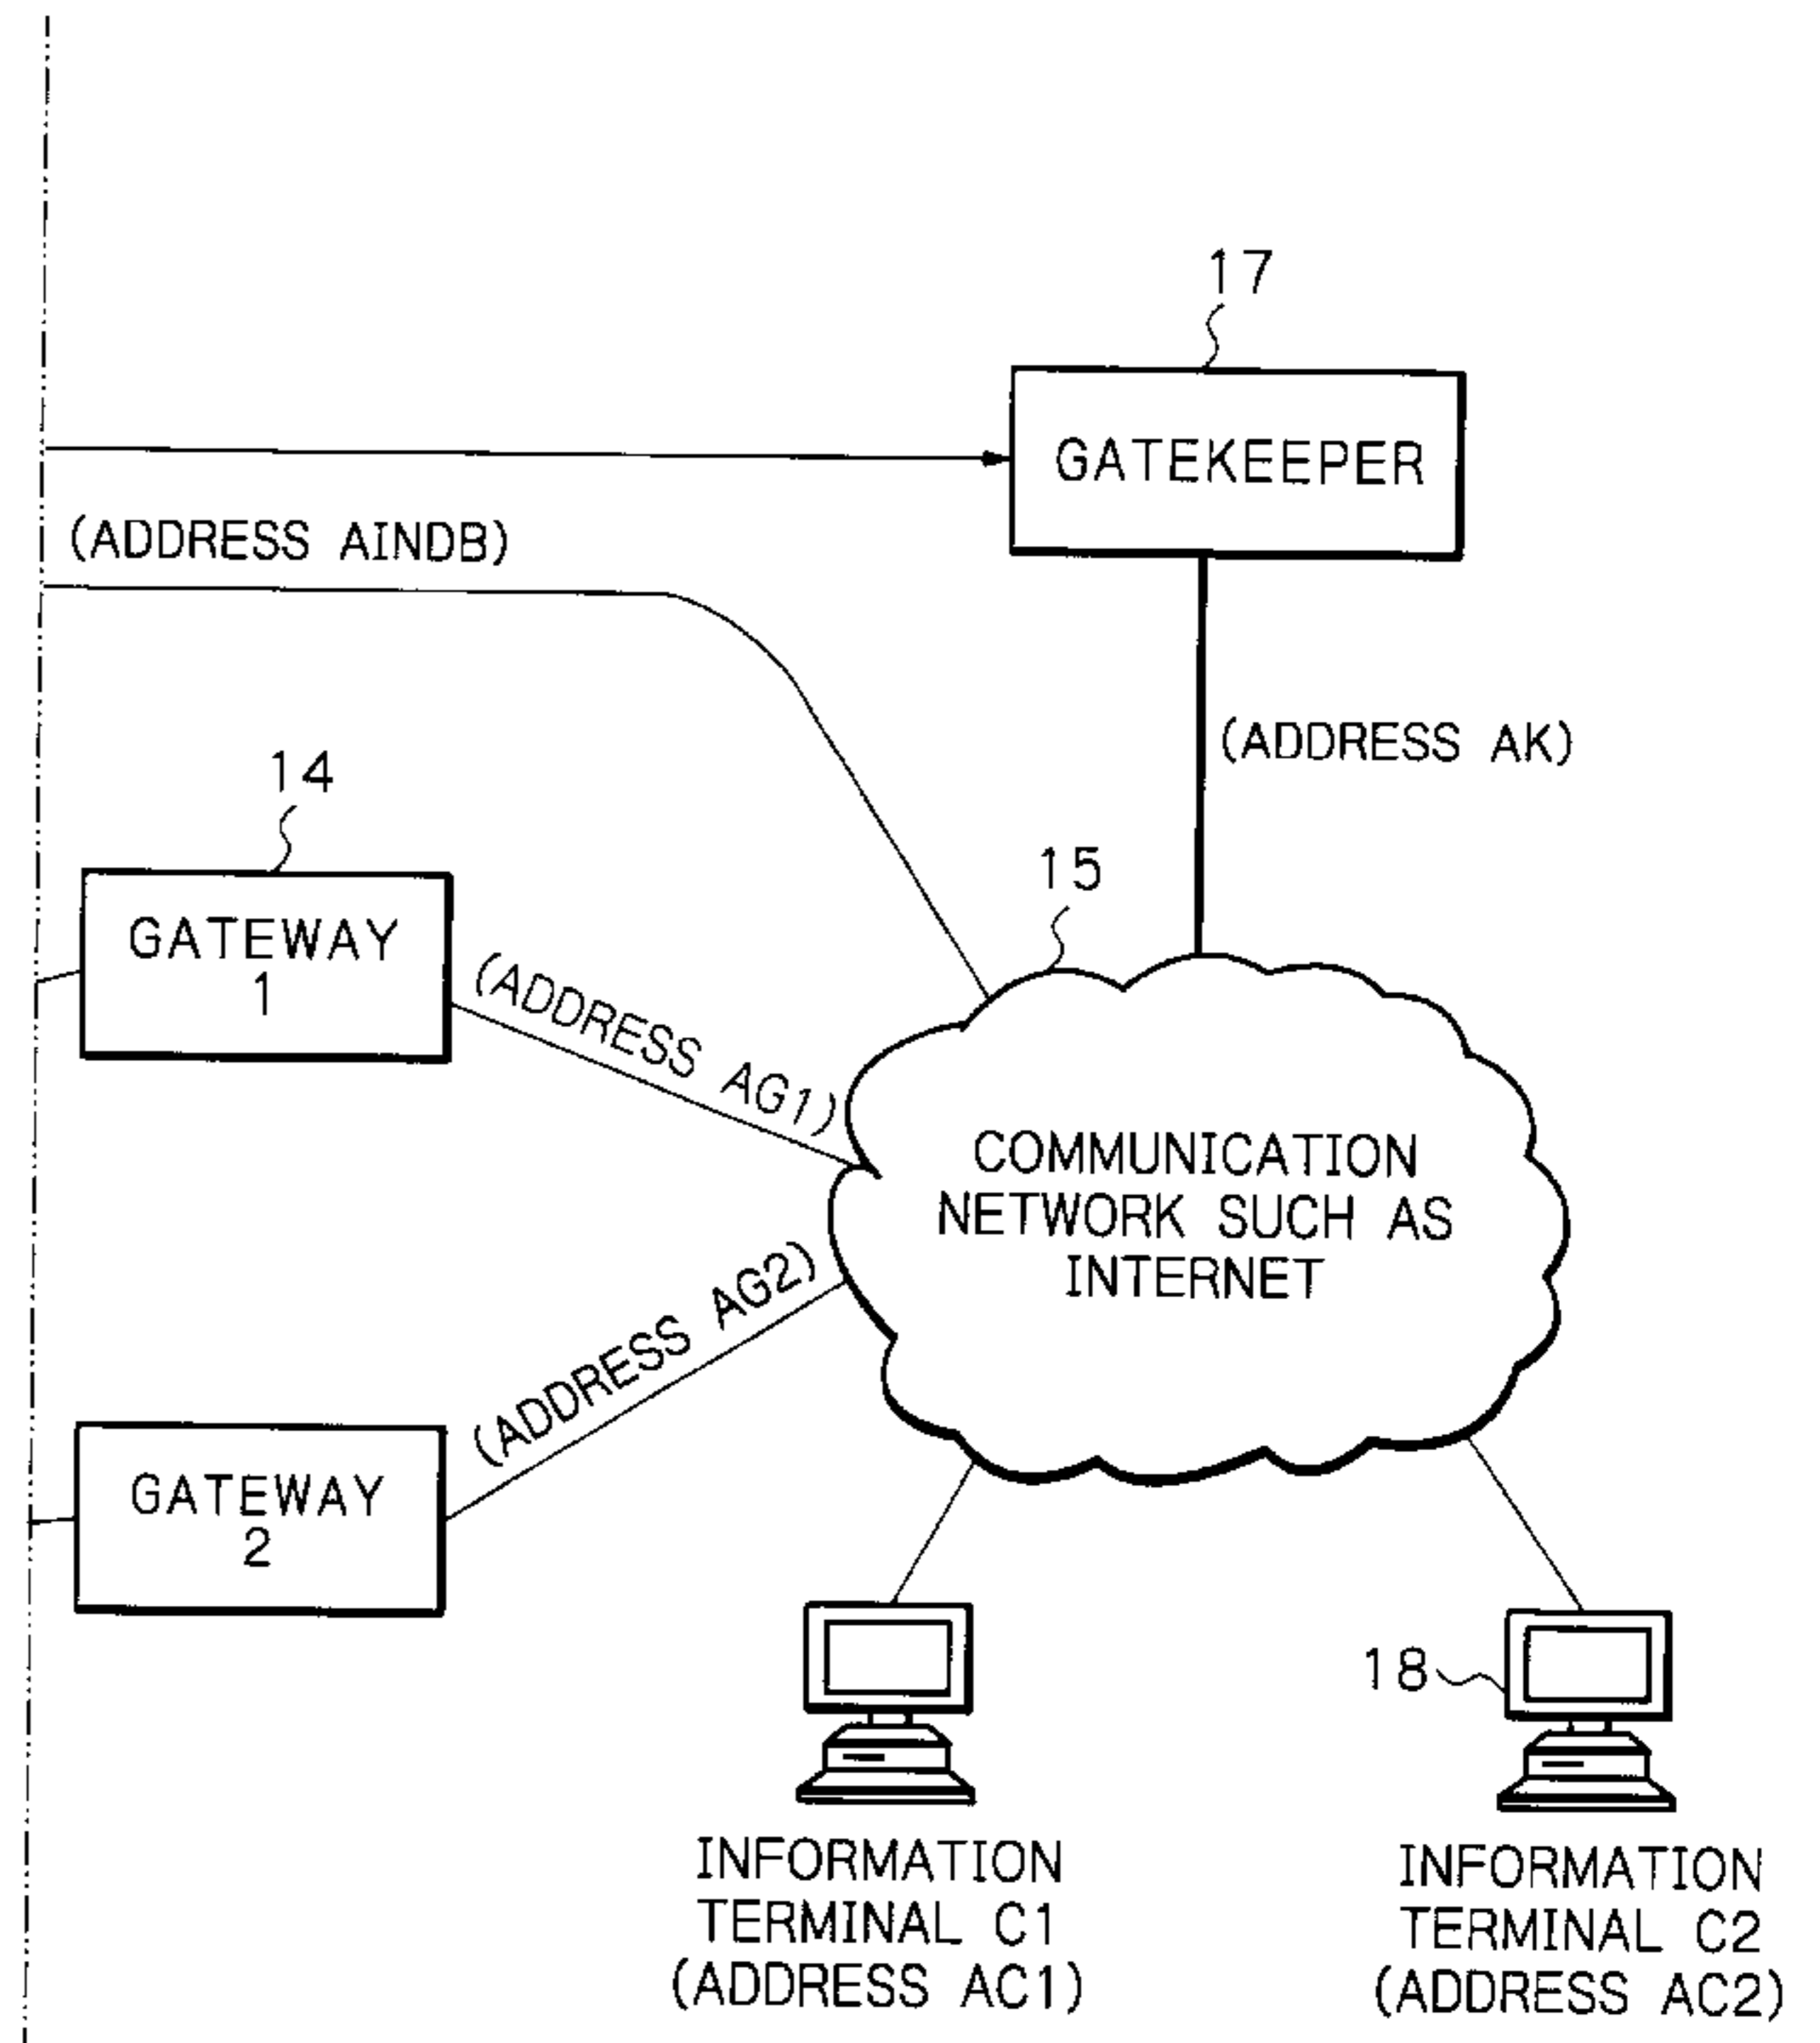 17
GATEKEEPER
(ADDRESS AINDB)
(ADDRESS AK)
14
15
GATEWAY
1
(ADDRESS AG1)
COMMUNICATION
NETWORK SUCH AS
INTERNET
(ADDRESS AG2)
GATEWAY
2
18
INFORMATION
TERMINAL C1
(ADDRESS AC1)
INFORMATION
TERMINAL C2
(ADDRESS AC2)